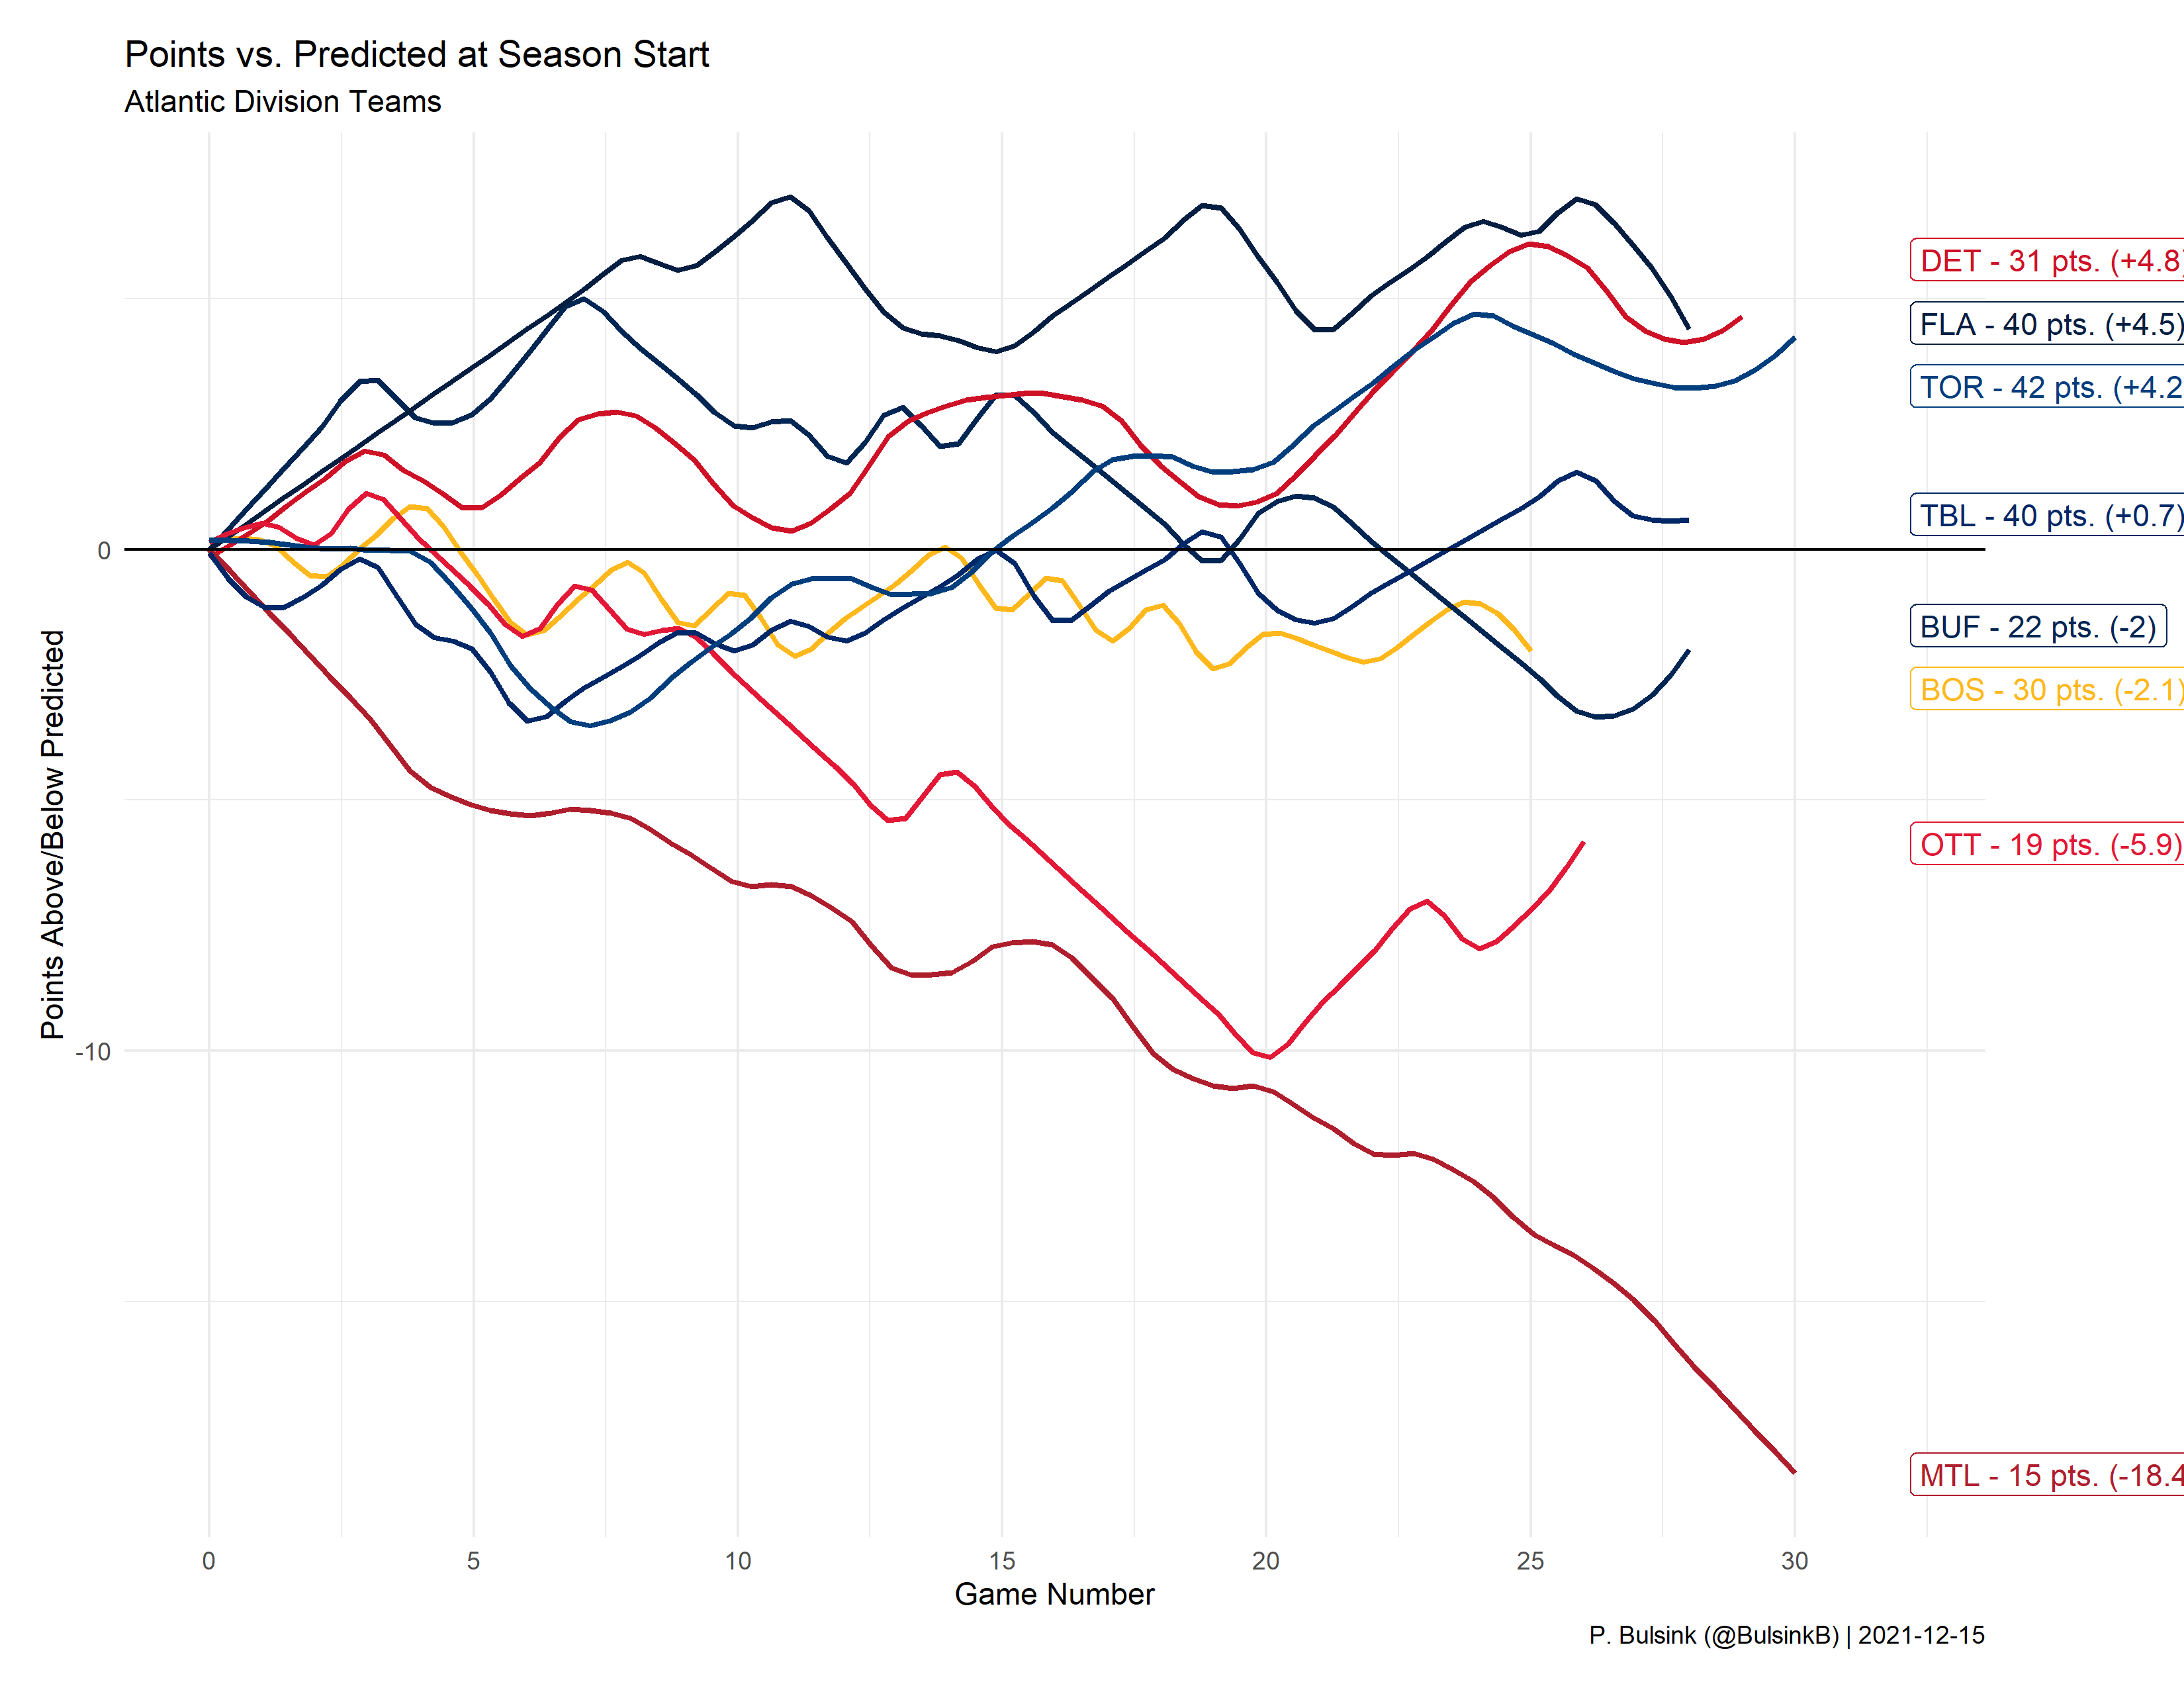 Points vs. Predicted at Season Start
Atlantic Division Teams
Points Above/Below Predicted
0
-10
DET - 31 pts. (+4.8)
FLA - 40 pts. (+4.5)
TOR - 42 pts. (+4.2
TBL - 40 pts. (+0.7)
BUF - 22 pts. (-2)
BOS - 30 pts. (-2.1)
OTT - 19 pts. (-5.9)
MTL - 15 pts. (-18.4
0 5 10 15 20 25 30
Game Number
P. Bulsink (@BulsinkB) | 2021-12-15